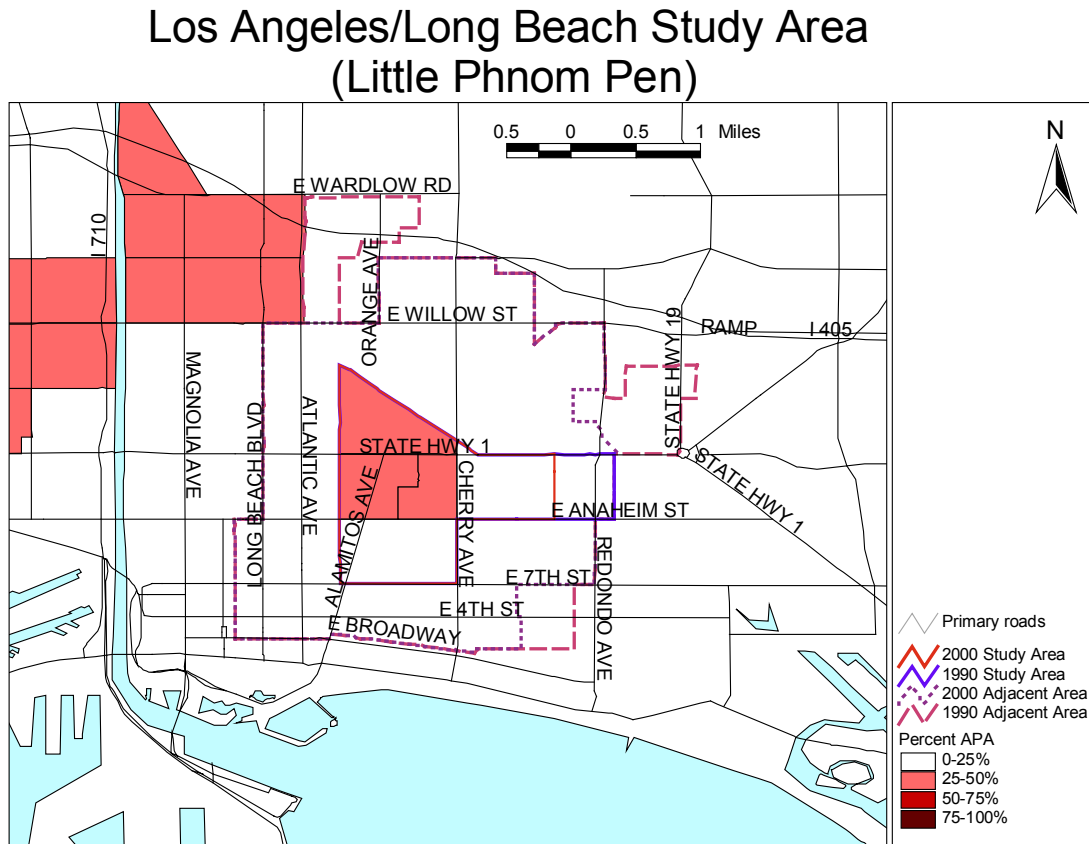 Los Angeles/Long Beach Study Area
(Little Phnom Pen)
0.5 0 0.5 1 Miles
N
E WARDLOW RD
I 710
ORANGE AVE
E WILLOW ST
STATE HWY 19
RAMP
I 405
MAGNOLIA AVE
LONG BEACH BLVD
ATLANTIC AVE
STATE HWY 1
ALAMITOS AVE
CHERRY AVE
STATE HWY 1
E ANAHEIM ST
REDONDO AVE
E 7TH ST
E 4TH ST
E BROADWAY
Primary roads
2000 Study Area
1990 Study Area
2000 Adjacent Area
1990 Adjacent Area
Percent APA
0-25%
25-50%
50-75%
75-100%